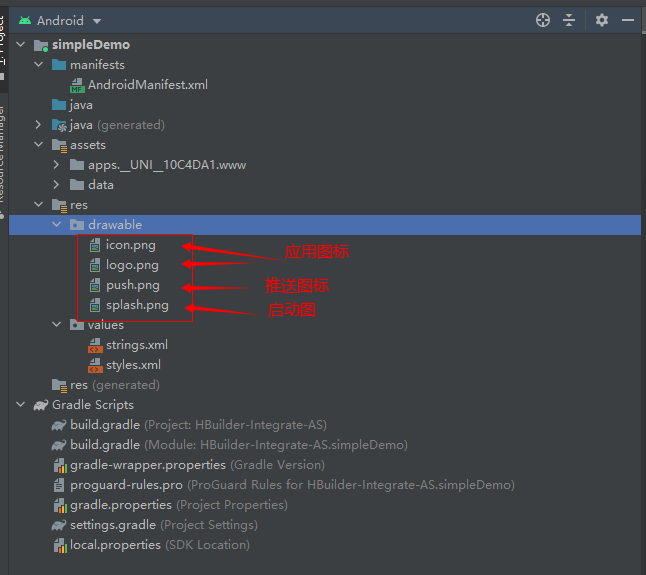 Android
Project
simpleDemo
manifests
AndroidManifest.xml
java
Resource Manager
java (generated)
assets
apps.__UNI__10C4DA1.www
data
res
drawable
icon.png
应用图标
logo.png
push.png
推送图标
splash.png
启动图
values
strings.xml
styles.xml
res (generated)
Gradle Scripts
build.gradle (Project: HBuilder-Integrate-AS)
build.gradle (Module: HBuilder-Integrate-AS.simpleDemo)
gradle-wrapper.properties (Gradle Version)
proguard-rules.pro (ProGuard Rules for HBuilder-Integrate-AS.simpleDemo)
gradle.properties (Project Properties)
settings.gradle (Project Settings)
local.properties (SDK Location)